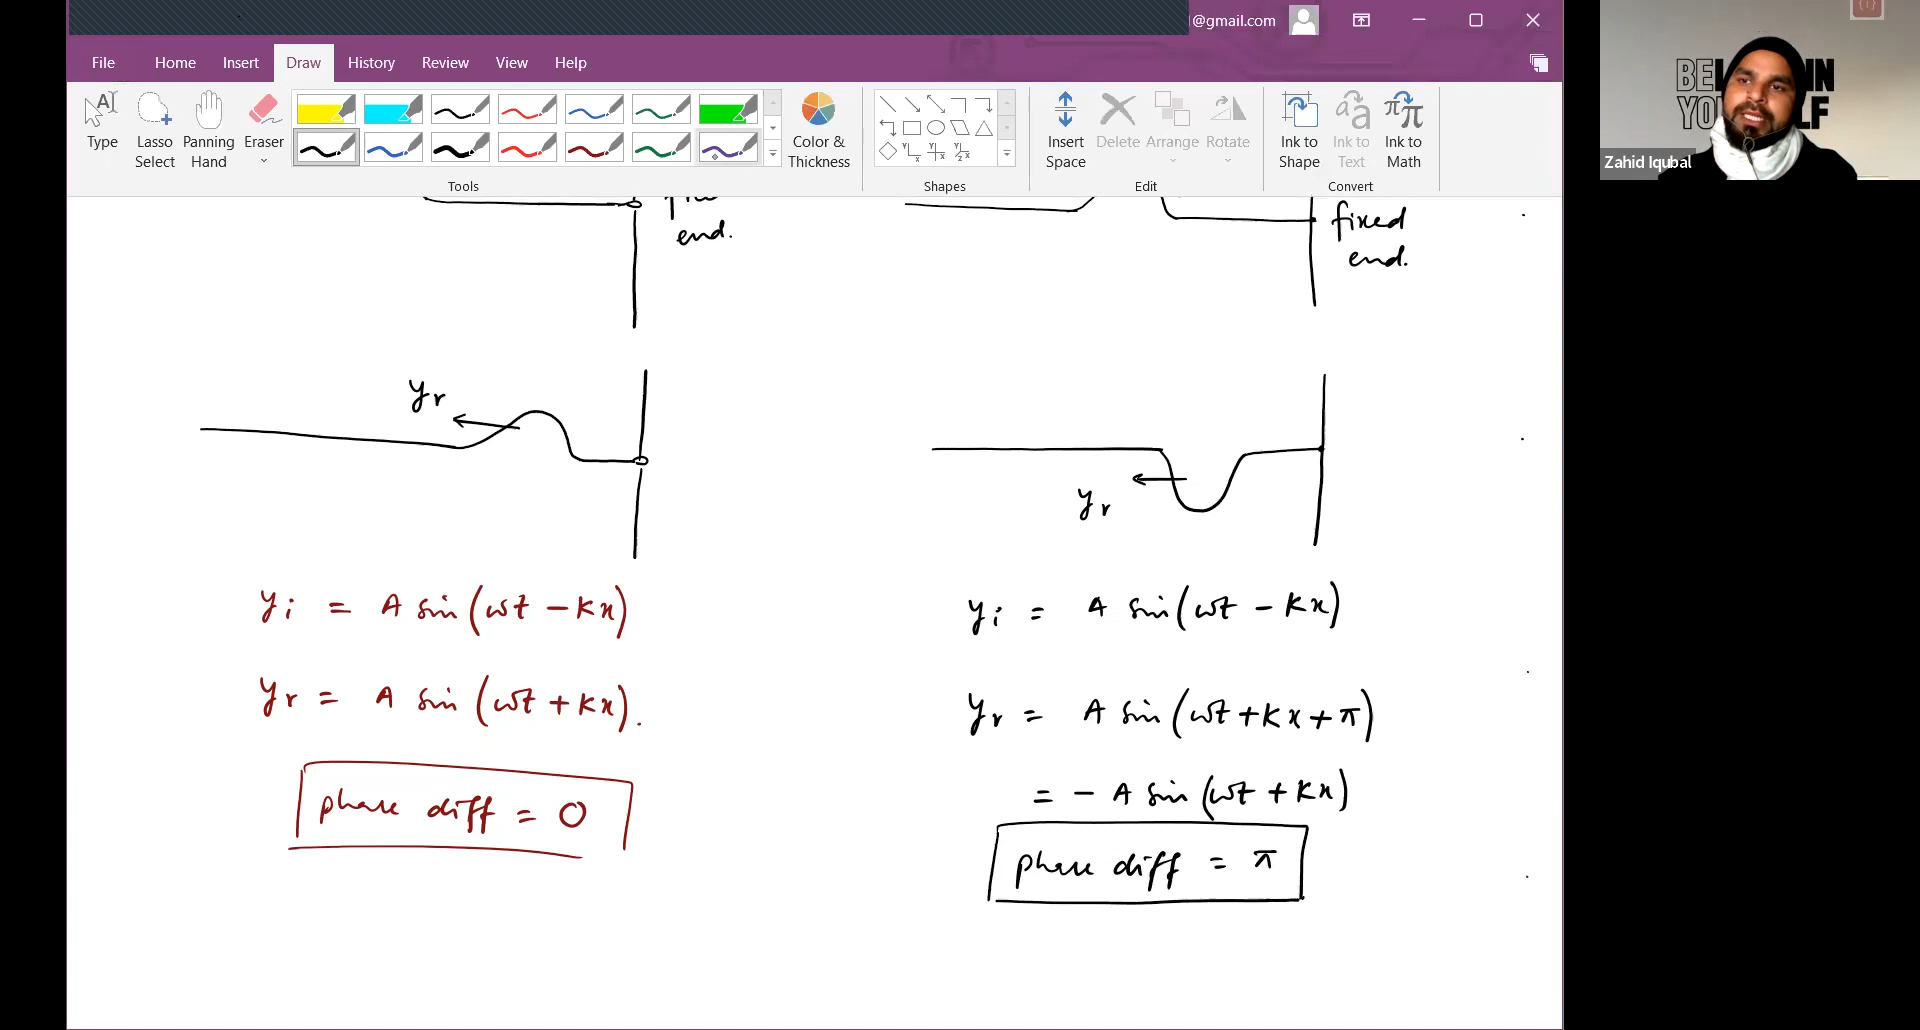 @gmail.com
File Home Insert Draw History Review View Help
Type
Lasso Select
Panning Hand
Eraser
Color & Thickness
Insert Space
Delete
Arrange
Rotate
Ink to Shape
Ink to Text
Ink to Math
Tools Shapes Edit Convert
BELIN
YOLF
Zahid Iqubal
end.
fixed
end.
yr
yr
yi = A sin(ωt - kx)
yr = A sin(ωt + kx).
phase diff = 0
yi = A sin(ωt - kx)
yr = A sin(ωt + kx + π)
= - A sin(ωt + kx)
phase diff = π